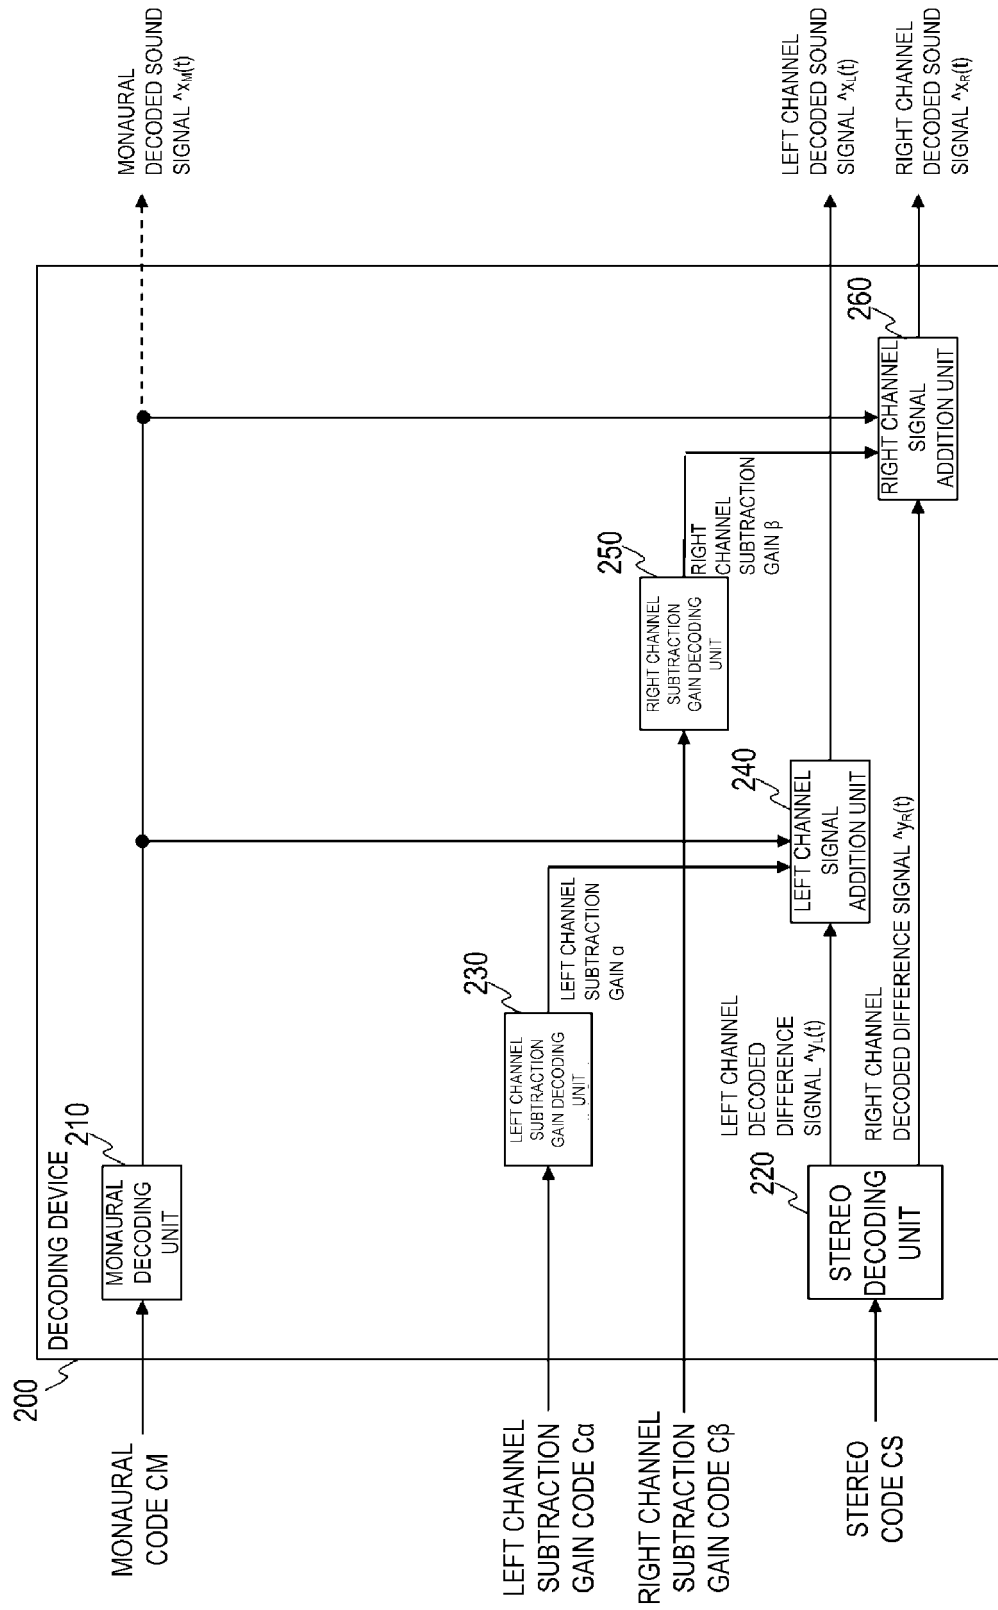 DECODING DEVICE
200
MONAURAL
CODE CM
210
MONAURAL
DECODING
UNIT
MONAURAL
DECODED SOUND
SIGNAL ^xM(t)
LEFT CHANNEL
SUBTRACTION
GAIN CODE Cα
230
LEFT CHANNEL
SUBTRACTION
GAIN DECODING
UNIT
LEFT CHANNEL
SUBTRACTION
GAIN α
RIGHT CHANNEL
SUBTRACTION
GAIN CODE Cβ
250
RIGHT CHANNEL
SUBTRACTION
GAIN DECODING
UNIT
RIGHT
CHANNEL
SUBTRACTION
GAIN β
STEREO
CODE CS
220
STEREO
DECODING
UNIT
LEFT CHANNEL
DECODED
DIFFERENCE
SIGNAL ^yL(t)
RIGHT CHANNEL
DECODED DIFFERENCE SIGNAL ^yR(t)
240
LEFT CHANNEL
SIGNAL
ADDITION UNIT
260
RIGHT CHANNEL
SIGNAL
ADDITION UNIT
LEFT CHANNEL
DECODED SOUND
SIGNAL ^xL(t)
RIGHT CHANNEL
DECODED SOUND
SIGNAL ^xR(t)